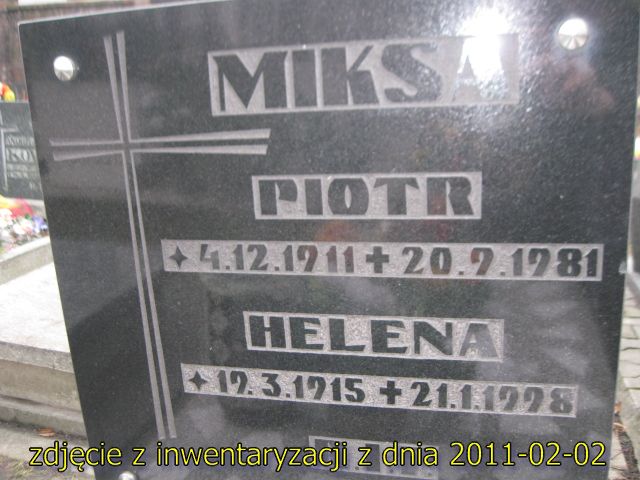 MIKSA
PIOTR
✦ 4.12.1911 + 20.9.1981
HELENA
✦ 19.3.1915 + 21.1.1998
zdjęcie z inwentaryzacji z dnia 2011-02-02